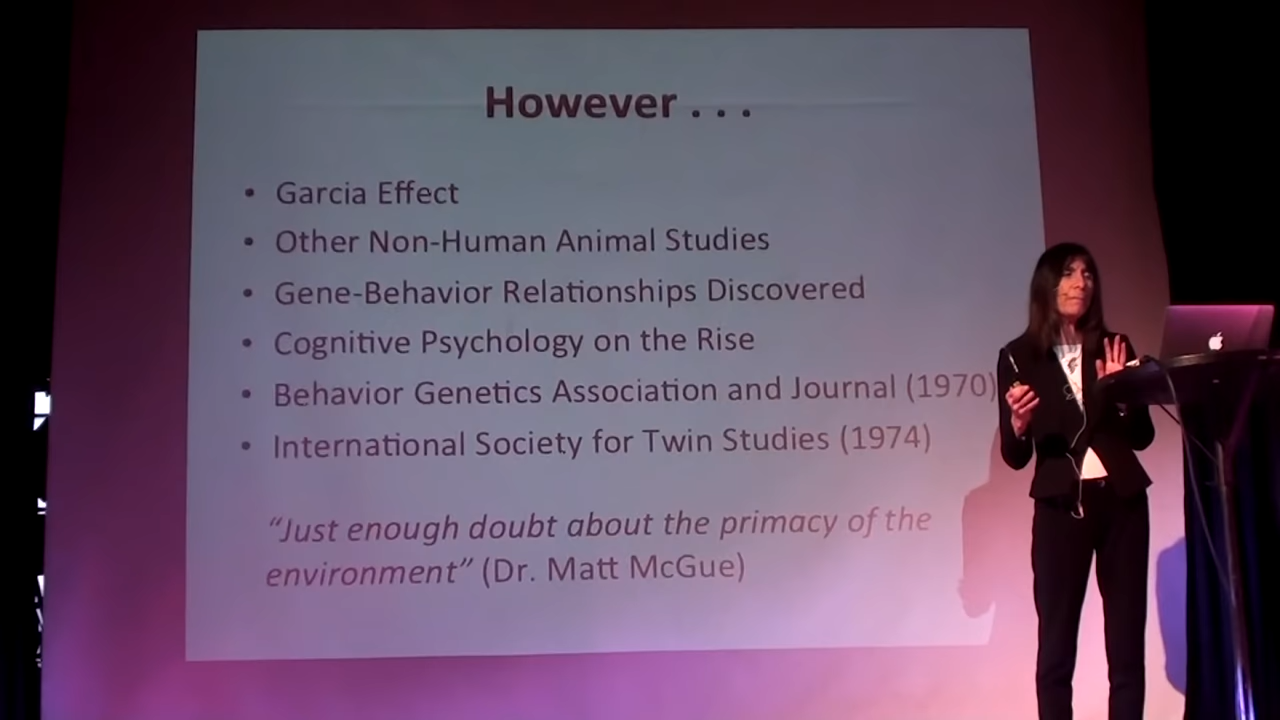 However . . .
• Garcia Effect
• Other Non-Human Animal Studies
• Gene-Behavior Relationships Discovered
• Cognitive Psychology on the Rise
• Behavior Genetics Association and Journal (1970)
• International Society for Twin Studies (1974)
“Just enough doubt about the primacy of the
environment” (Dr. Matt McGue)